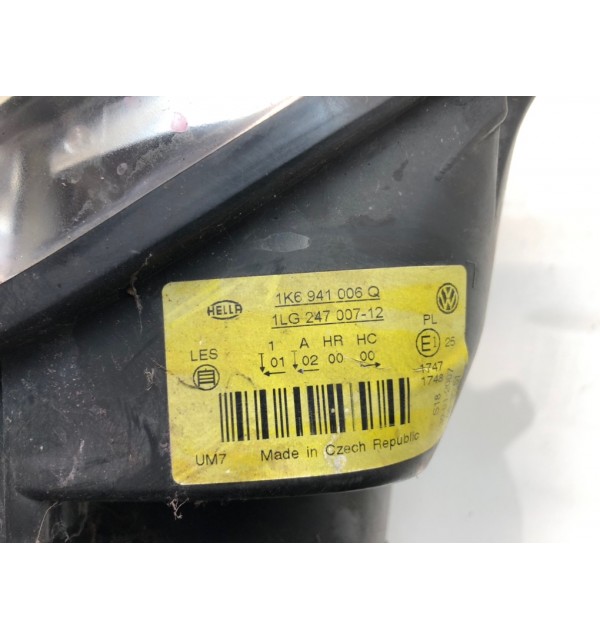 HELLA
1K6 941 006 Q
1LG 247 007-12
LES
1 A HR HC
01 02 00 00
PL
E1 25
1747
1748
UM7
Made in Czech Republic